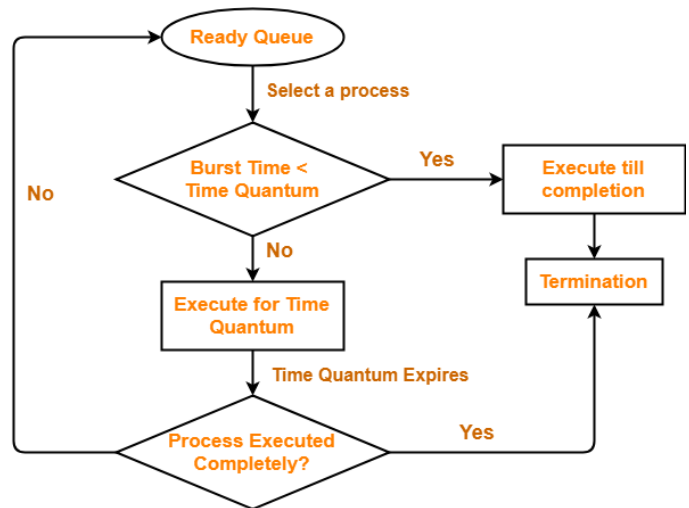 Ready Queue
Select a process
Burst Time <
Time Quantum
Yes
Execute till
completion
No
No
Termination
Execute for Time
Quantum
Time Quantum Expires
Process Executed
Completely?
Yes